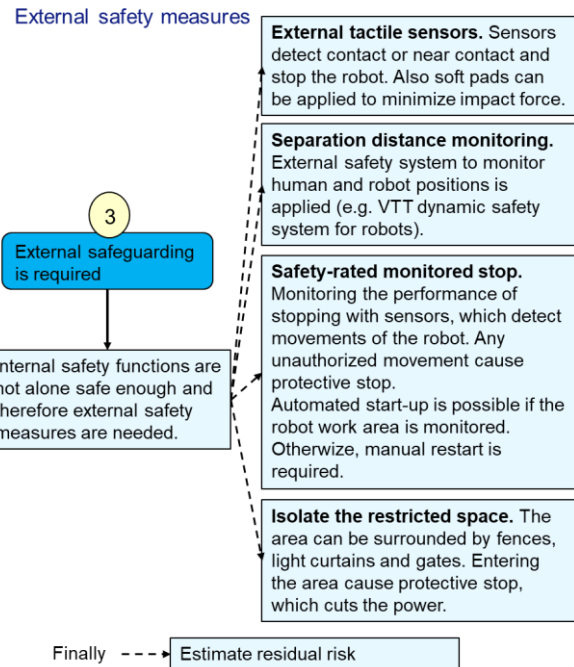 External safety measures
External tactile sensors. Sensors
detect contact or near contact and
stop the robot. Also soft pads can
be applied to minimize impact force.
Separation distance monitoring.
External safety system to monitor
human and robot positions is
applied (e.g. VTT dynamic safety
system for robots).
3
External safeguarding
is required
Safety-rated monitored stop.
Monitoring the performance of
stopping with sensors, which detect
movements of the robot. Any
unauthorized movement cause
protective stop.
Automated start-up is possible if the
robot work area is monitored.
Otherwize, manual restart is
required.
nternal safety functions are
not alone safe enough and
herefore external safety
measures are needed.
Isolate the restricted space. The
area can be surrounded by fences,
light curtains and gates. Entering
the area cause protective stop,
which cuts the power.
Finally
Estimate residual risk